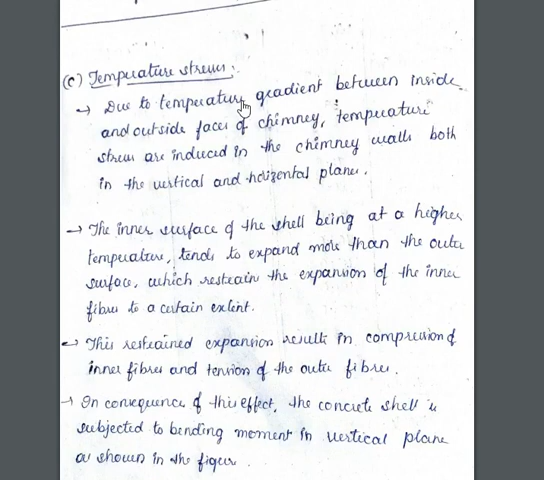 (c) Temperature stress:
→ Due to temperature gradient between inside
and outside faces of chimney, temperature
stress are induced in the chimney walls both
in the vertical and horizental plane.
→ The inner surface of the shell being at a higher
temperature, tends to expand more than the outer
surface, which restrain the expansion of the inner
fibres to a certain extent.
→ This restrained expansion results in compression of
inner fibres and tension of the outer fibres.
→ On consequence of this effect, the concrete shell is
subjected to bending moment in vertical plane
as shown in the figure.